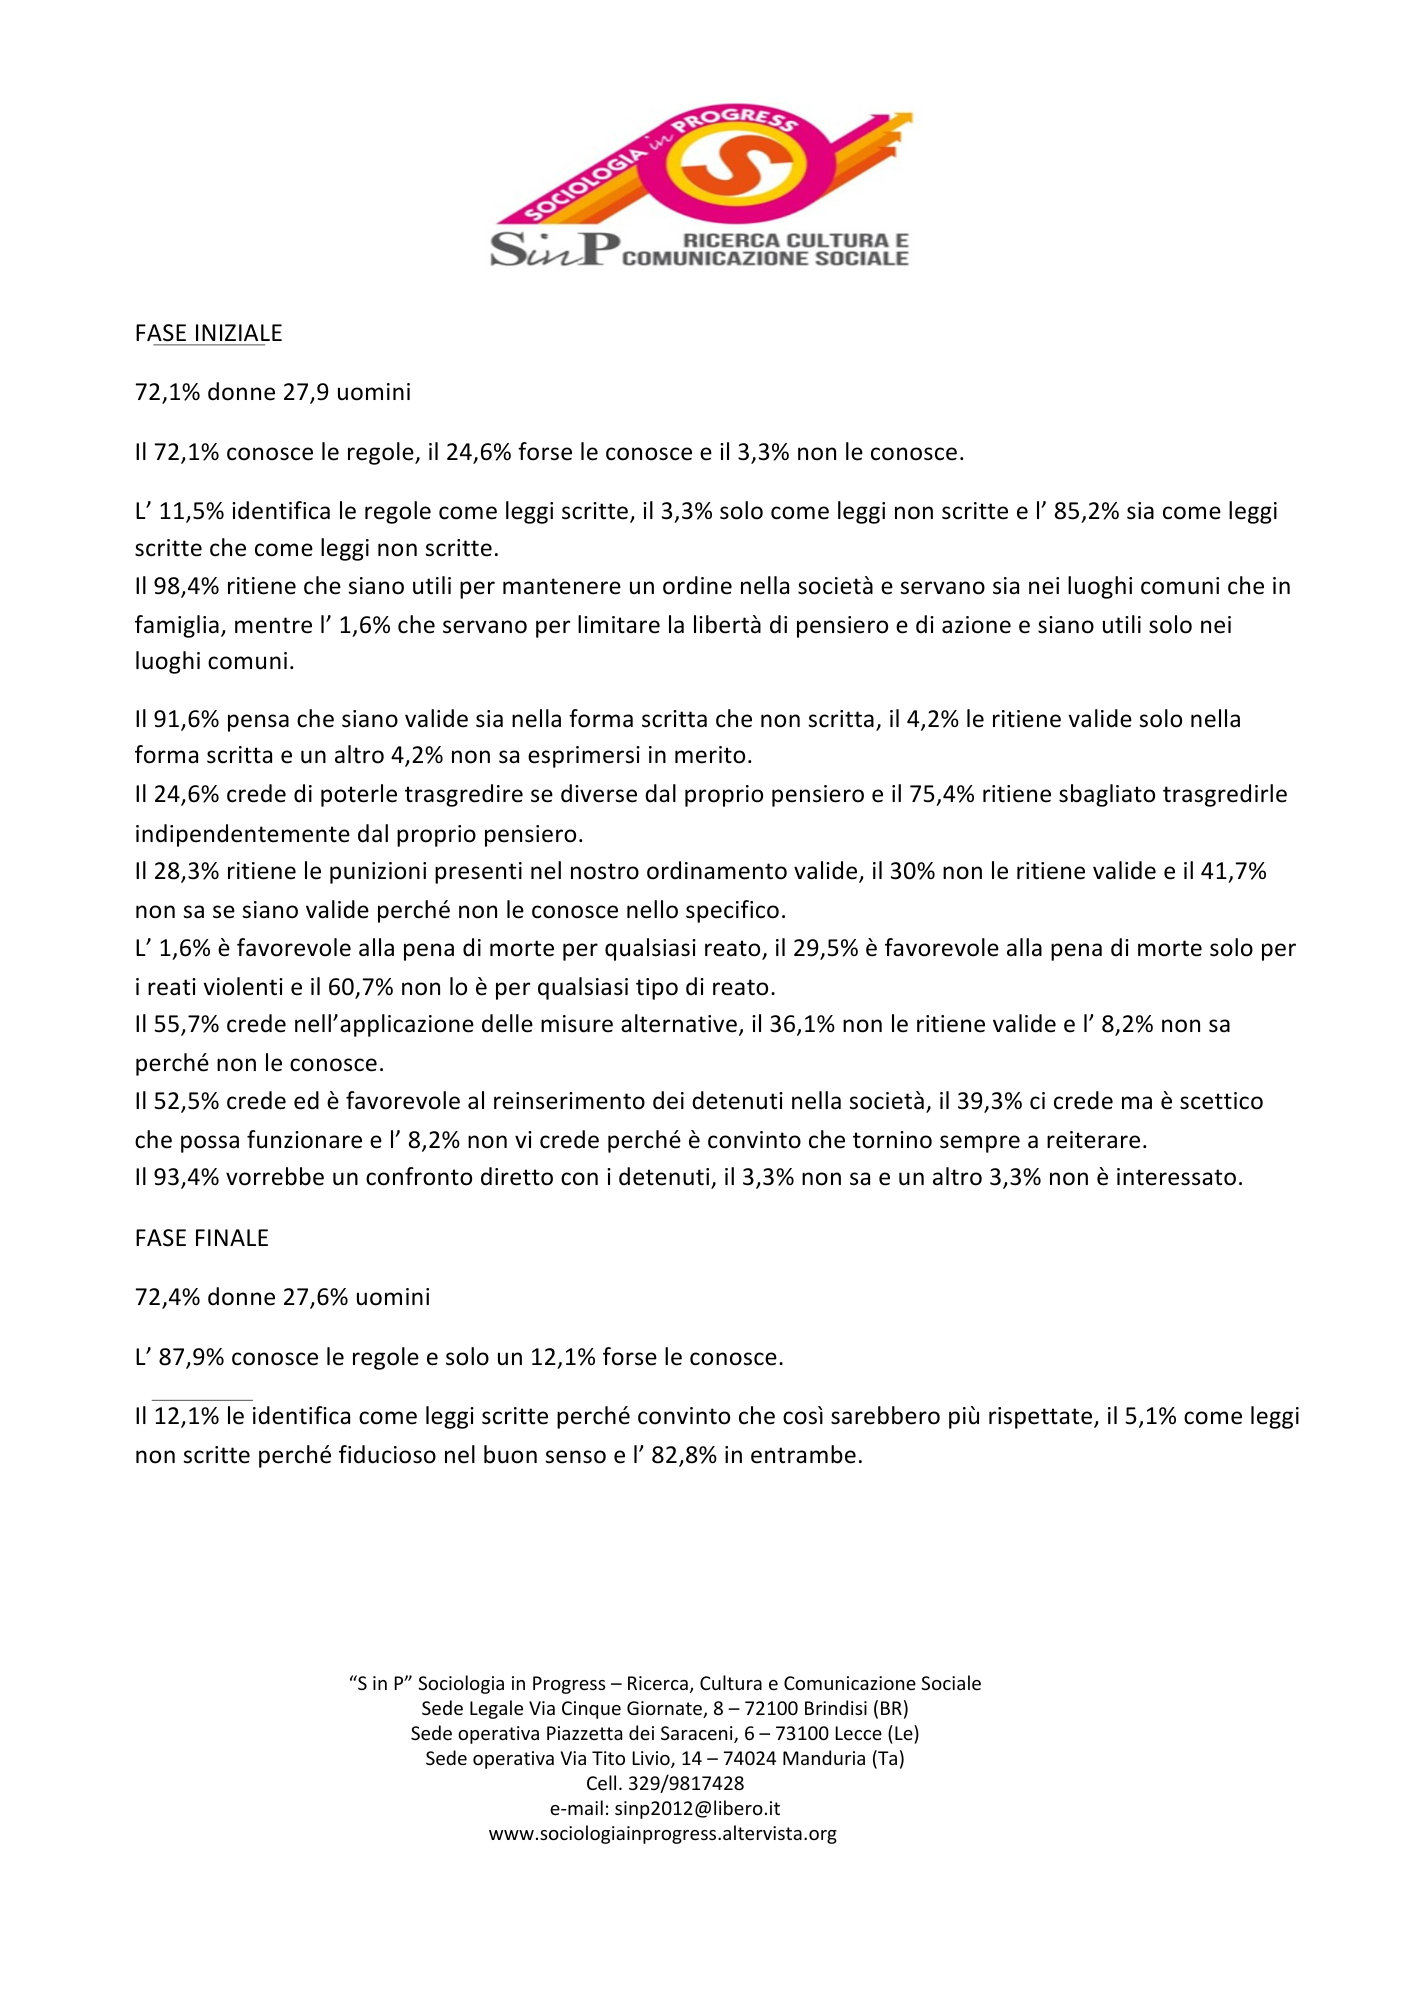 SOCIOLOGIA in PROGRESS
S
SinP RICERCA CULTURA E
COMUNICAZIONE SOCIALE
FASE INIZIALE
72,1% donne 27,9 uomini
Il 72,1% conosce le regole, il 24,6% forse le conosce e il 3,3% non le conosce.
L’ 11,5% identifica le regole come leggi scritte, il 3,3% solo come leggi non scritte e l’ 85,2% sia come leggi
scritte che come leggi non scritte.
Il 98,4% ritiene che siano utili per mantenere un ordine nella società e servano sia nei luoghi comuni che in
famiglia, mentre l’ 1,6% che servano per limitare la libertà di pensiero e di azione e siano utili solo nei
luoghi comuni.
Il 91,6% pensa che siano valide sia nella forma scritta che non scritta, il 4,2% le ritiene valide solo nella
forma scritta e un altro 4,2% non sa esprimersi in merito.
Il 24,6% crede di poterle trasgredire se diverse dal proprio pensiero e il 75,4% ritiene sbagliato trasgredirle
indipendentemente dal proprio pensiero.
Il 28,3% ritiene le punizioni presenti nel nostro ordinamento valide, il 30% non le ritiene valide e il 41,7%
non sa se siano valide perché non le conosce nello specifico.
L’ 1,6% è favorevole alla pena di morte per qualsiasi reato, il 29,5% è favorevole alla pena di morte solo per
i reati violenti e il 60,7% non lo è per qualsiasi tipo di reato.
Il 55,7% crede nell’applicazione delle misure alternative, il 36,1% non le ritiene valide e l’ 8,2% non sa
perché non le conosce.
Il 52,5% crede ed è favorevole al reinserimento dei detenuti nella società, il 39,3% ci crede ma è scettico
che possa funzionare e l’ 8,2% non vi crede perché è convinto che tornino sempre a reiterare.
Il 93,4% vorrebbe un confronto diretto con i detenuti, il 3,3% non sa e un altro 3,3% non è interessato.
FASE FINALE
72,4% donne 27,6% uomini
L’ 87,9% conosce le regole e solo un 12,1% forse le conosce.
Il 12,1% le identifica come leggi scritte perché convinto che così sarebbero più rispettate, il 5,1% come leggi
non scritte perché fiducioso nel buon senso e l’ 82,8% in entrambe.
“S in P” Sociologia in Progress – Ricerca, Cultura e Comunicazione Sociale
Sede Legale Via Cinque Giornate, 8 – 72100 Brindisi (BR)
Sede operativa Piazzetta dei Saraceni, 6 – 73100 Lecce (Le)
Sede operativa Via Tito Livio, 14 – 74024 Manduria (Ta)
Cell. 329/9817428
e-mail: sinp2012@libero.it
www.sociologiainprogress.altervista.org